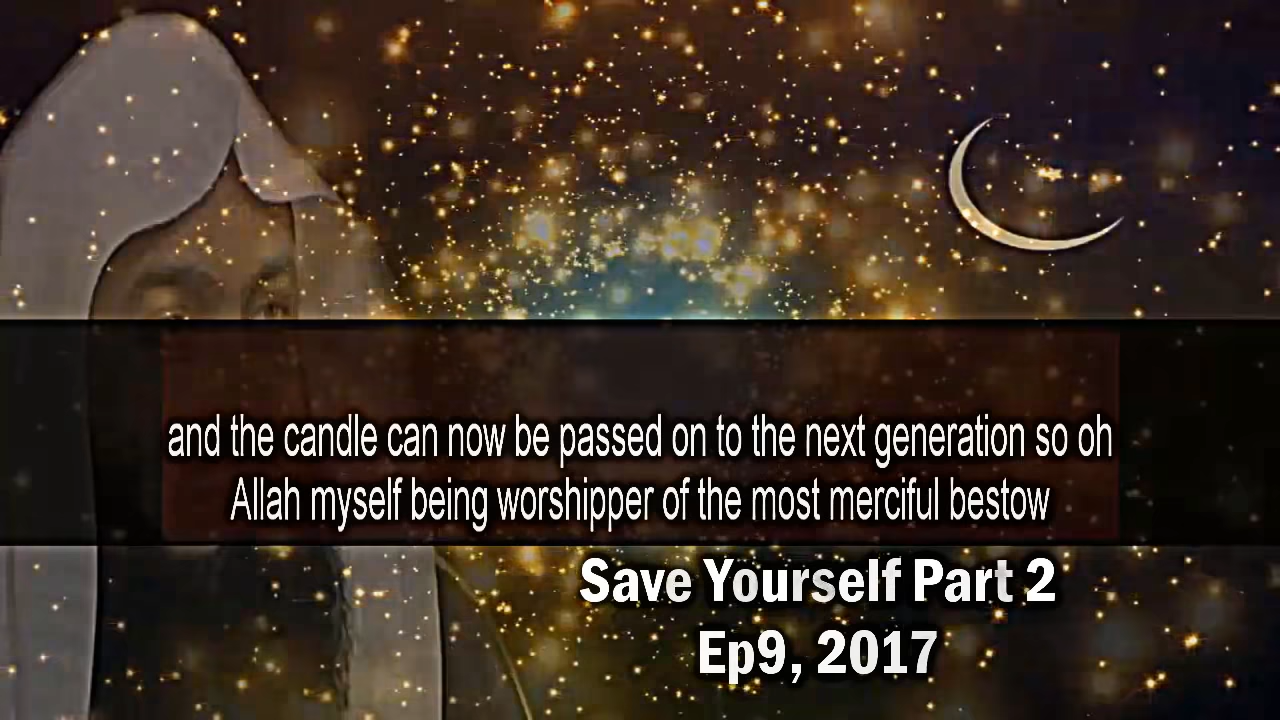 and the candle can now be passed on to the next generation so oh
Allah myself being worshipper of the most merciful bestow
Save Yourself Part 2
Ep9, 2017